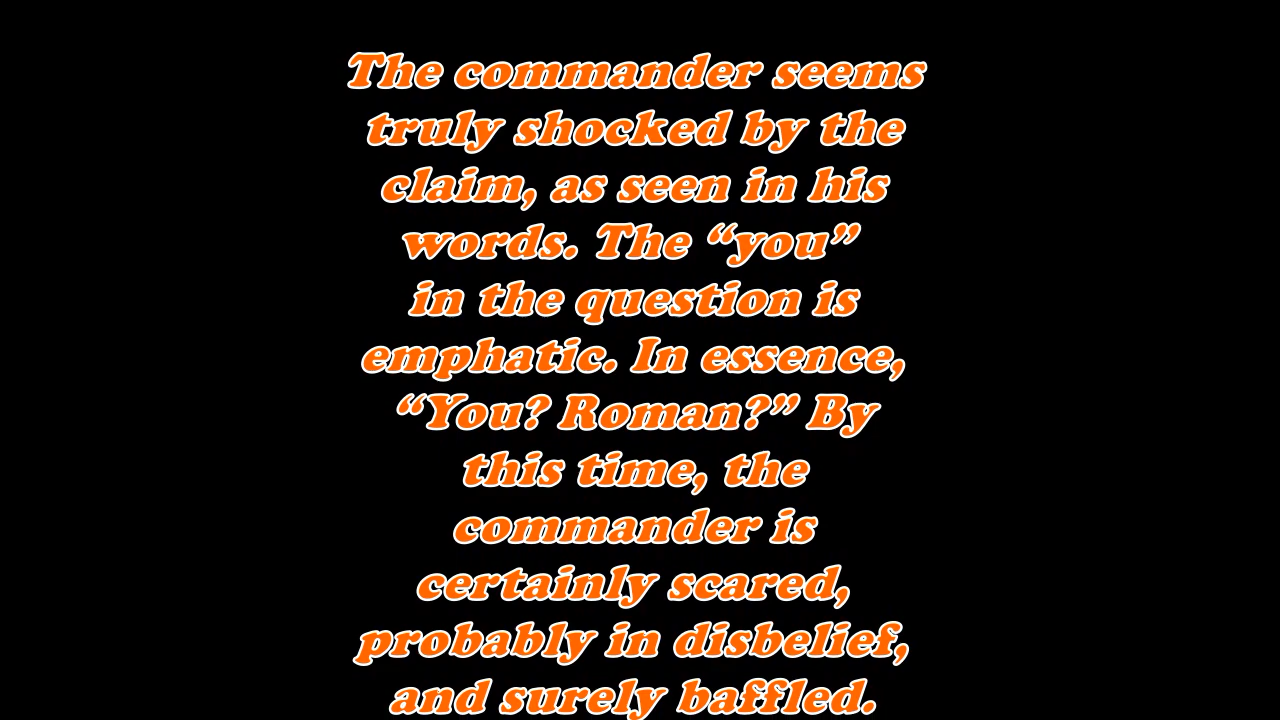 The commander seems
truly shocked by the
claim, as seen in his
words. The “you”
in the question is
emphatic. In essence,
“You? Roman?” By
this time, the
commander is
certainly scared,
probably in disbelief,
and surely baffled.